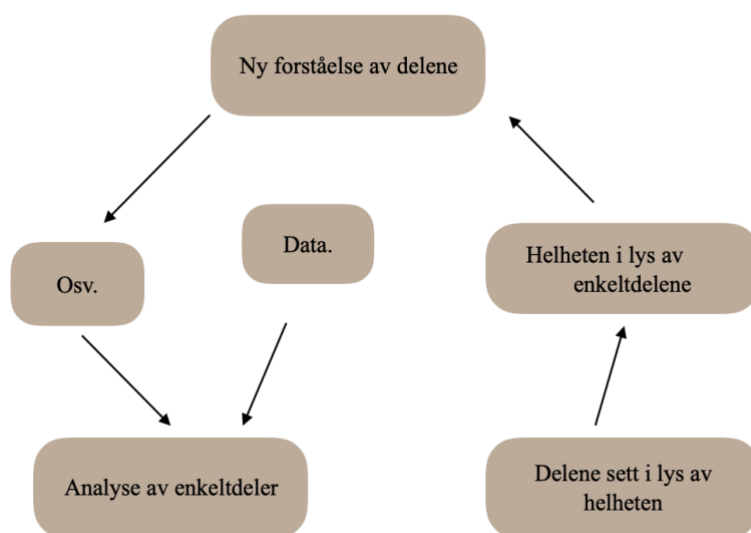 Ny forståelse av delene
Data.
Helheten i lys av
enkeltdelene
Osv.
Analyse av enkeltdeler
Delene sett i lys av
helheten